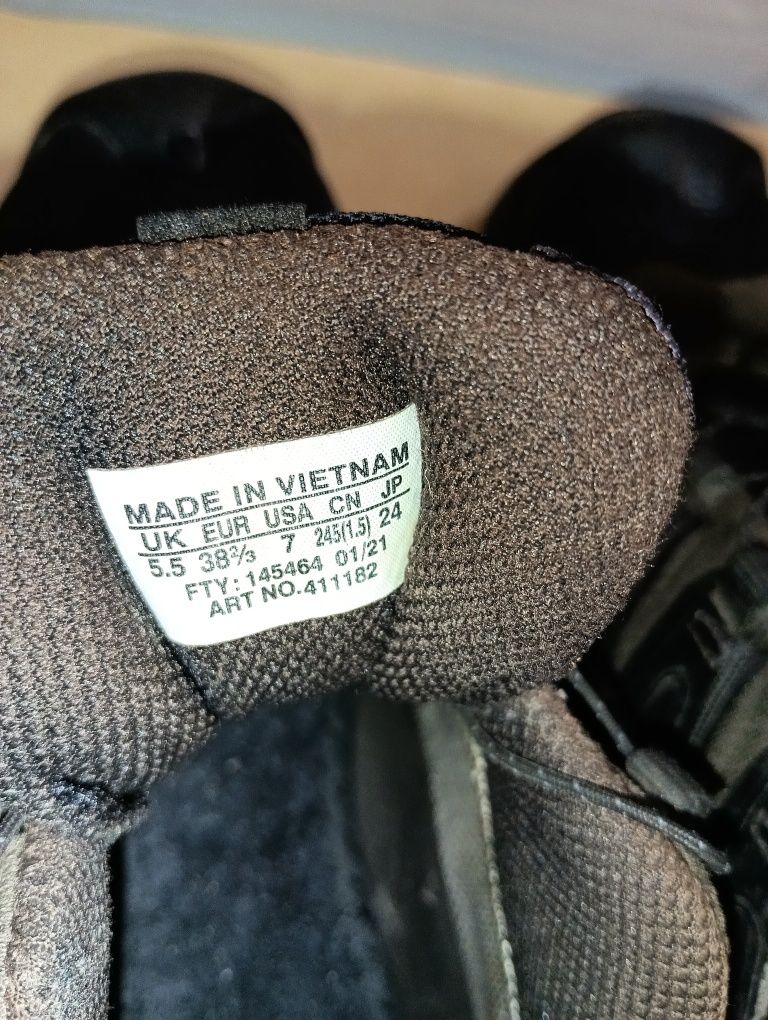 MADE IN VIETNAM
UK EUR USA CN JP
5.5 38⅔ 7 245(1.5) 24
FTY: 145464 01/21
ART NO.411182